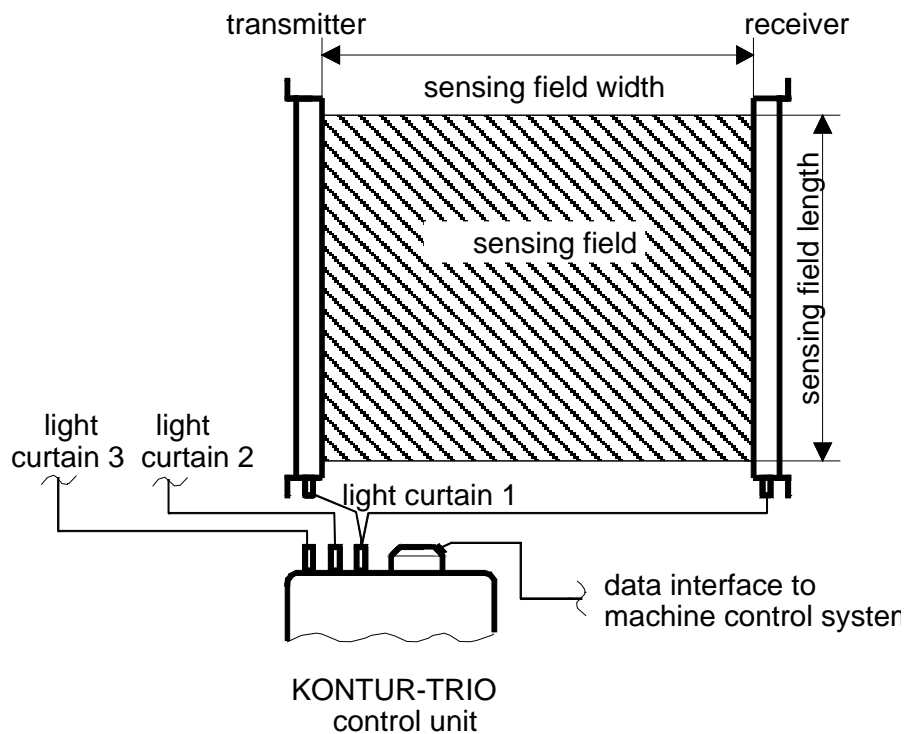 transmitter
receiver
sensing field width
sensing field
sensing field length
light
curtain 3
light
curtain 2
light curtain 1
data interface to
machine control system
KONTUR-TRIO
control unit